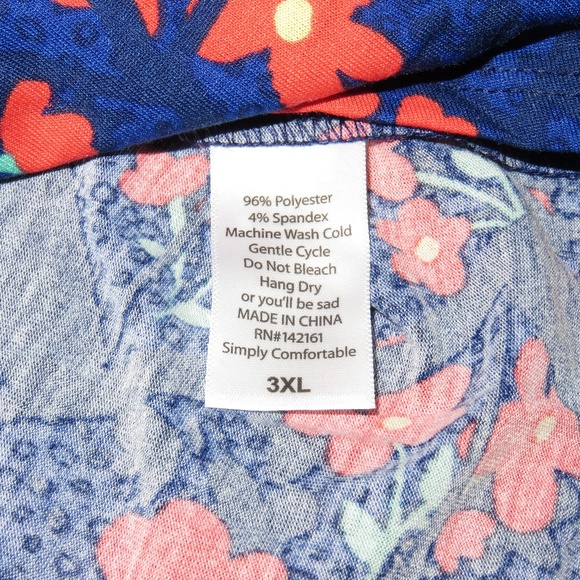 96% Polyester
4% Spandex
Machine Wash Cold
Gentle Cycle
Do Not Bleach
Hang Dry
or you'll be sad
MADE IN CHINA
RN#142161
Simply Comfortable
3XL